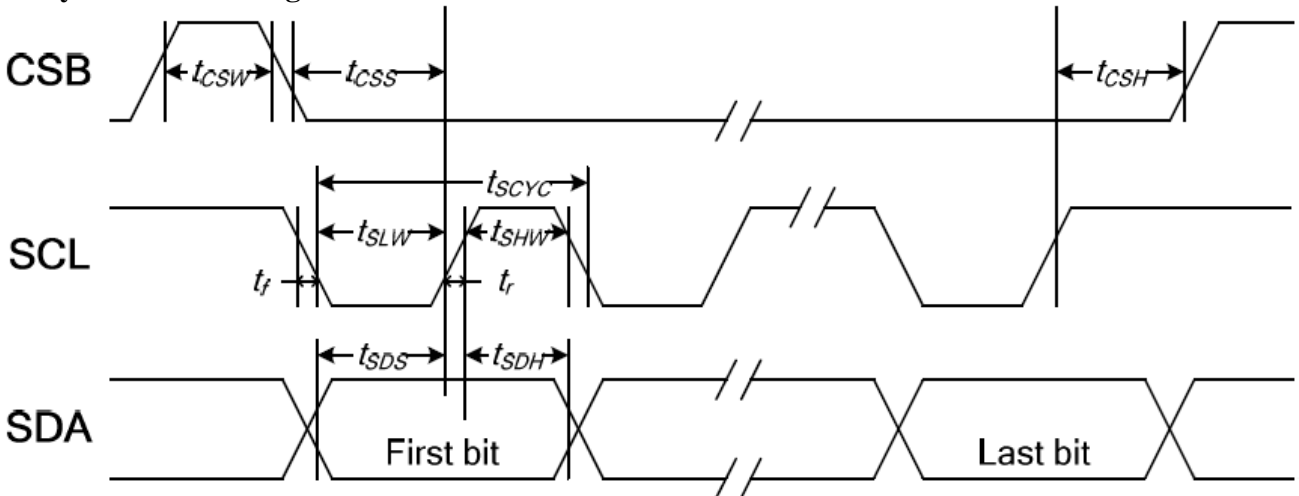 CSB
tCSW
tCSS
tCSH
tSCYC
SCL
tSLW
tSHW
tf
tr
tSDS
tSDH
SDA
First bit
Last bit